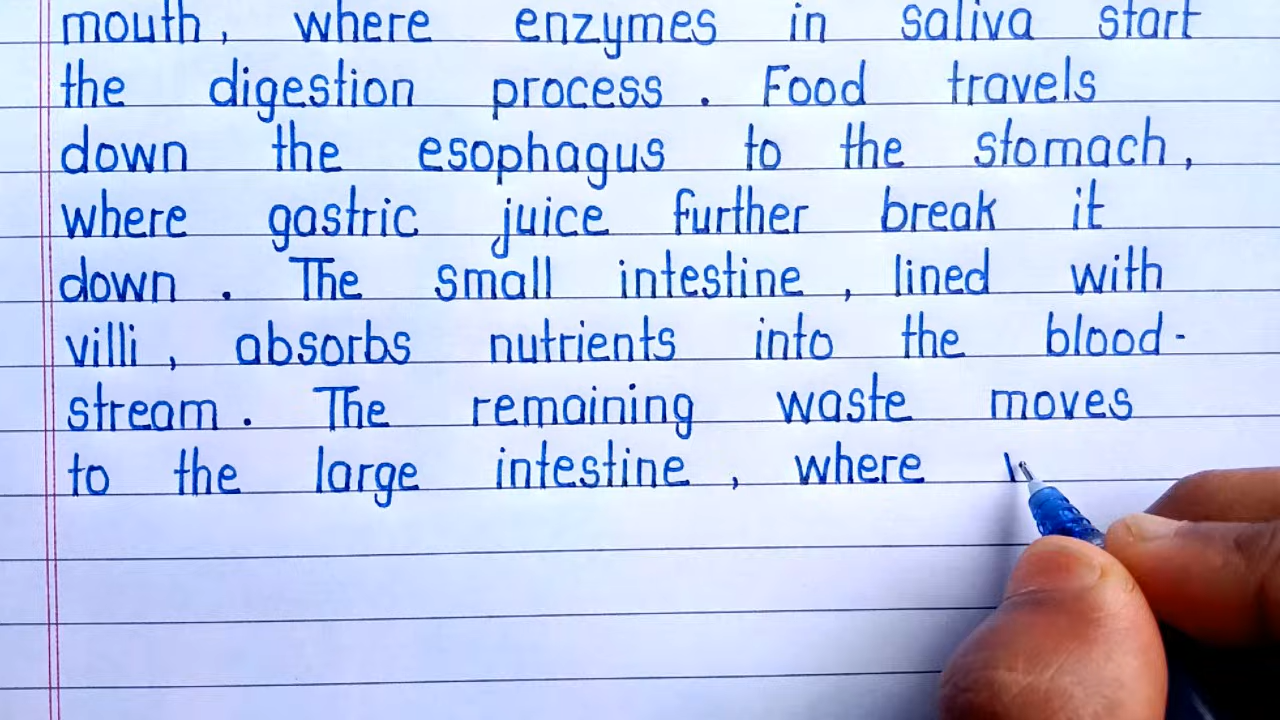 mouth, where enzymes in saliva start
the digestion process. Food travels
down the esophagus to the stomach,
where gastric juice further break it
down. The small intestine, lined with
villi, absorbs nutrients into the blood-
stream. The remaining waste moves
to the large intestine, where